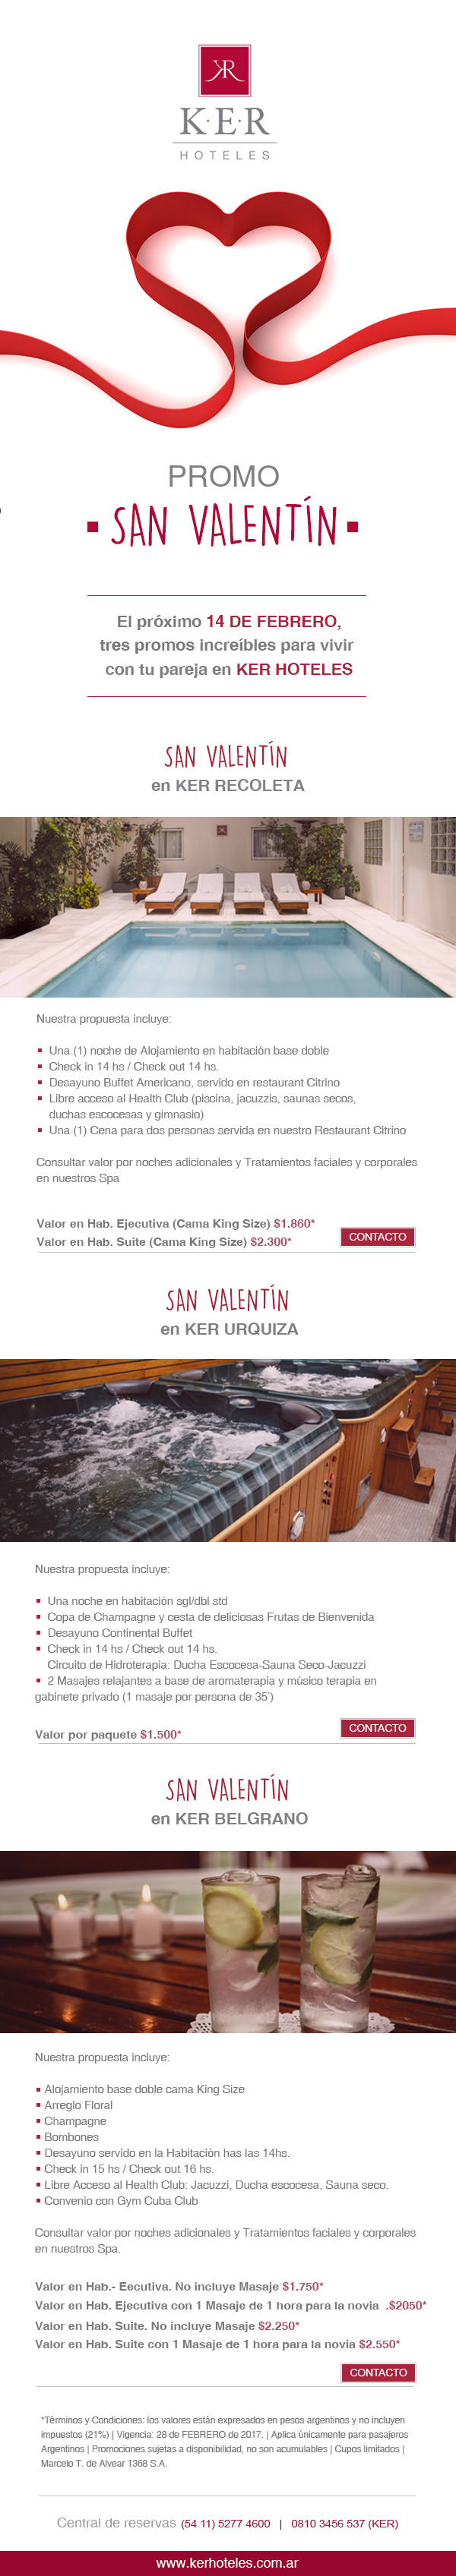 KR
K·E·R
HOTELES
PROMO
SAN VALENTÍN
El próximo 14 DE FEBRERO,
tres promos increíbles para vivir
con tu pareja en KER HOTELES
SAN VALENTÍN
en KER RECOLETA
Nuestra propuesta incluye:
Una (1) noche de Alojamiento en habitación base doble
Check in 14 hs / Check out 14 hs.
Desayuno Buffet Americano, servido en restaurant Citrino
Libre acceso al Health Club (piscina, jacuzzis, saunas secos,
duchas escocesas y gimnasio)
Una (1) Cena para dos personas servida en nuestro Restaurant Citrino
Consultar valor por noches adicionales y Tratamientos faciales y corporales
en nuestros Spa
Valor en Hab. Ejecutiva (Cama King Size) $1.860*
Valor en Hab. Suite (Cama King Size) $2.300*
CONTACTO
SAN VALENTÍN
en KER URQUIZA
Nuestra propuesta incluye:
Una noche en habitación sgl/dbl std
Copa de Champagne y cesta de deliciosas Frutas de Bienvenida
Desayuno Continental Buffet
Check in 14 hs / Check out 14 hs.
Circuito de Hidroterapia: Ducha Escocesa-Sauna Seco-Jacuzzi
2 Masajes relajantes a base de aromaterapia y músico terapia en
gabinete privado (1 masaje por persona de 35´)
Valor por paquete $1.500*
CONTACTO
SAN VALENTÍN
en KER BELGRANO
Nuestra propuesta incluye:
Alojamiento base doble cama King Size
Arreglo Floral
Champagne
Bombones
Desayuno servido en la Habitación has las 14hs.
Check in 15 hs / Check out 16 hs.
Libre Acceso al Health Club: Jacuzzi, Ducha escocesa, Sauna seco.
Convenio con Gym Cuba Club
Consultar valor por noches adicionales y Tratamientos faciales y corporales
en nuestros Spa.
Valor en Hab.- Eecutiva. No incluye Masaje $1.750*
Valor en Hab. Ejecutiva con 1 Masaje de 1 hora para la novia .$2050*
Valor en Hab. Suite. No incluye Masaje $2.250*
Valor en Hab. Suite con 1 Masaje de 1 hora para la novia $2.550*
CONTACTO
*Términos y Condiciones: los valores están expresados en pesos argentinos y no incluyen
impuestos (21%) | Vigencia: 28 de FEBRERO de 2017. | Aplica únicamente para pasajeros
Argentinos | Promociones sujetas a disponibilidad, no son acumulables | Cupos limitados |
Marcelo T. de Alvear 1368 S.A.
Central de reservas (54 11) 5277 4600 | 0810 3456 537 (KER)
www.kerhoteles.com.ar